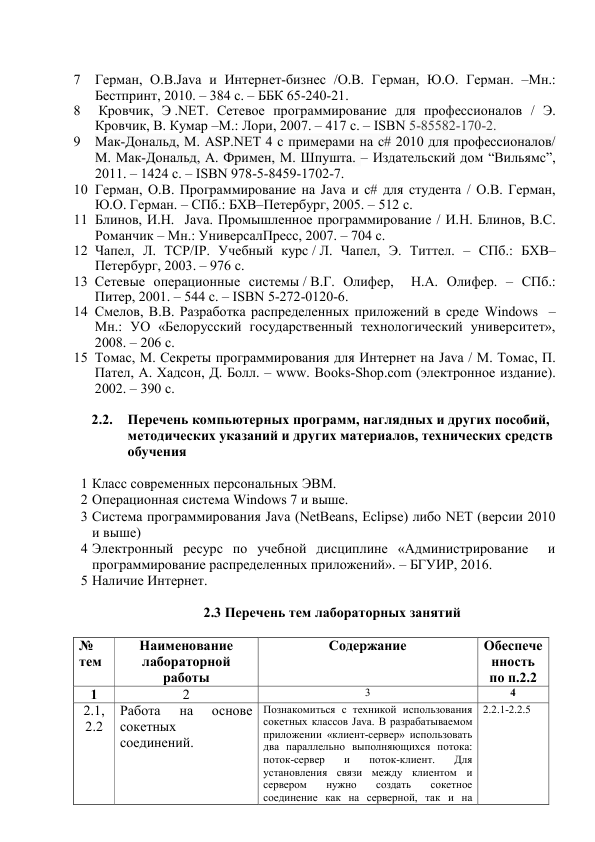 7 Герман, О.В.Java и Интернет-бизнес /О.В. Герман, Ю.О. Герман. –Мн.:
Бестпринт, 2010. – 384 с. – ББК 65-240-21.
8 Кровчик, Э .NET. Сетевое программирование для профессионалов / Э.
Кровчик, В. Кумар –М.: Лори, 2007. – 417 с. – ISBN 5-85582-170-2.
9 Мак-Дональд, М. ASP.NET 4 с примерами на c# 2010 для профессионалов/
М. Мак-Дональд, А. Фримен, М. Шпушта. – Издательский дом “Вильямс”,
2011. – 1424 с. – ISBN 978-5-8459-1702-7.
10 Герман, О.В. Программирование на Java и c# для студента / О.В. Герман,
Ю.О. Герман. – СПб.: БХВ–Петербург, 2005. – 512 с.
11 Блинов, И.Н. Java. Промышленное программирование / И.Н. Блинов, В.С.
Романчик – Мн.: УниверсалПресс, 2007. – 704 с.
12 Чапел, Л. TCP/IP. Учебный курс / Л. Чапел, Э. Титтел. – СПб.: БХВ–
Петербург, 2003. – 976 с.
13 Сетевые операционные системы / В.Г. Олифер, Н.А. Олифер. – СПб.:
Питер, 2001. – 544 с. – ISBN 5-272-0120-6.
14 Смелов, В.В. Разработка распределенных приложений в среде Windows –
Мн.: УО «Белорусский государственный технологический университет»,
2008. – 206 с.
15 Томас, М. Секреты программирования для Интернет на Java / М. Томас, П.
Пател, А. Хадсон, Д. Болл. – www. Books-Shop.com (электронное издание).
2002. – 390 с.
2.2. Перечень компьютерных программ, наглядных и других пособий,
методических указаний и других материалов, технических средств
обучения
1 Класс современных персональных ЭВМ.
2 Операционная система Windows 7 и выше.
3 Система программирования Java (NetBeans, Eclipse) либо NET (версии 2010
и выше)
4 Электронный ресурс по учебной дисциплине «Администрирование и
программирование распределенных приложений». – БГУИР, 2016.
5 Наличие Интернет.
2.3 Перечень тем лабораторных занятий
№ Наименование Содержание Обеспече
тем лабораторной нность
работы по п.2.2
1 2 3 4
2.1, Работа на основе Познакомиться с техникой использования 2.2.1-2.2.5
2.2 сокетных сокетных классов Java. В разрабатываемом
соединений. приложении «клиент-сервер» использовать
два параллельно выполняющихся потока:
поток-сервер и поток-клиент. Для
установления связи между клиентом и
сервером нужно создать сокетное
соединение как на серверной, так и на